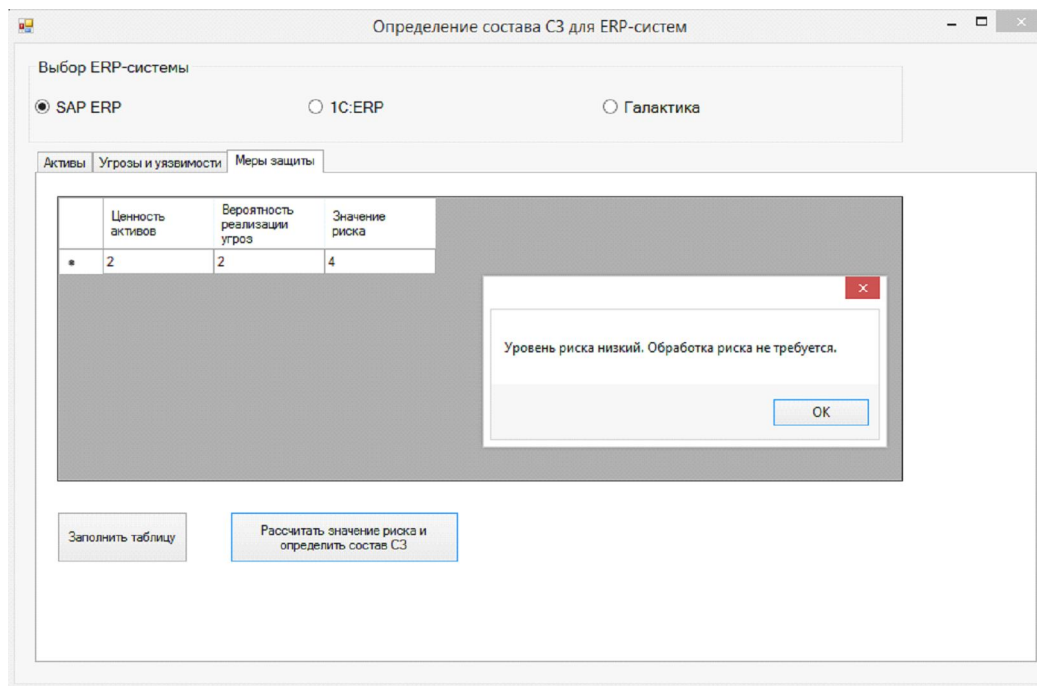 Определение состава СЗ для ERP-систем
Выбор ERP-системы
SAP ERP
1С:ERP
Галактика
Активы
Угрозы и уязвимости
Меры защиты
Ценность
активов
Вероятность
реализации
угроз
Значение
риска
2
2
4
Уровень риска низкий. Обработка риска не требуется.
OK
Заполнить таблицу
Рассчитать значение риска и
определить состав СЗ